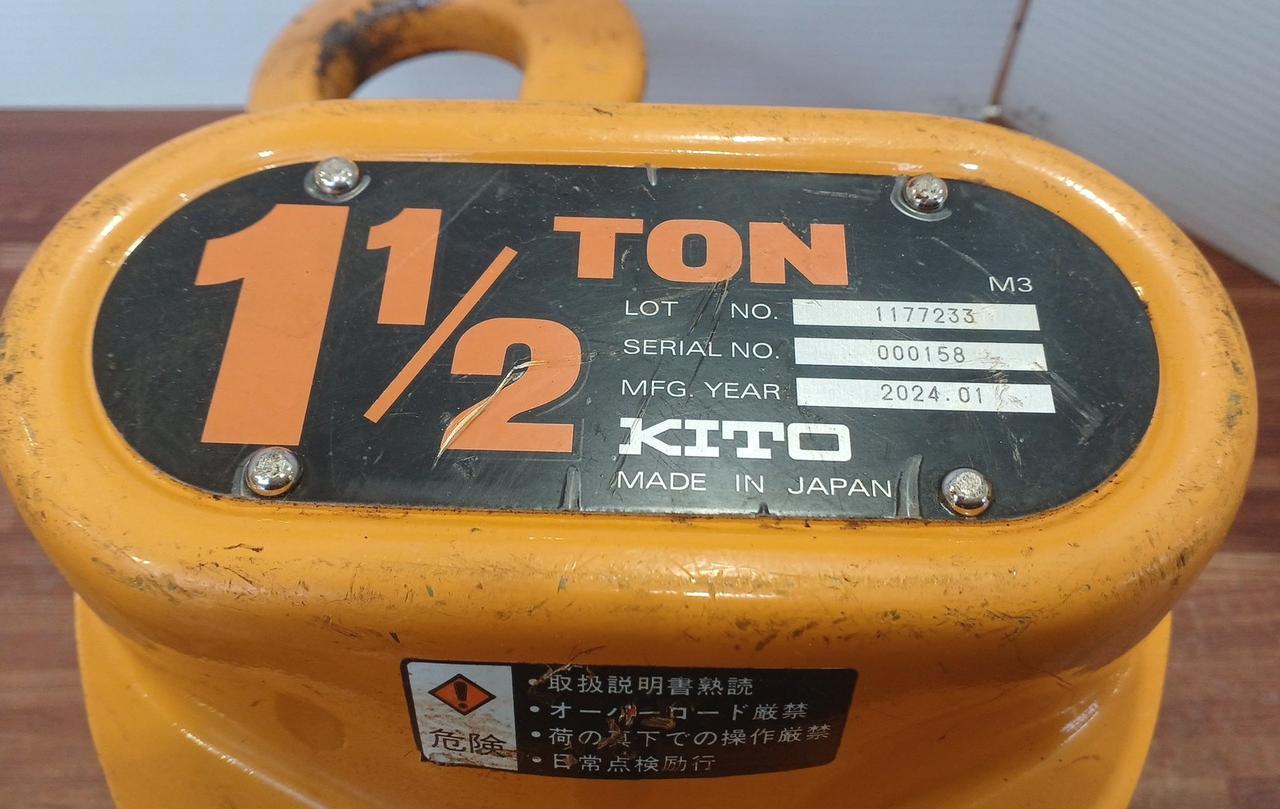 1 1/2 TON
M3
LOT NO. 1177233
SERIAL NO. 000158
MFG. YEAR 2024.01
KITO
MADE IN JAPAN
危険
・取扱説明書熟読
・オーバーロード厳禁
・荷の真下での操作厳禁
・日常点検励行